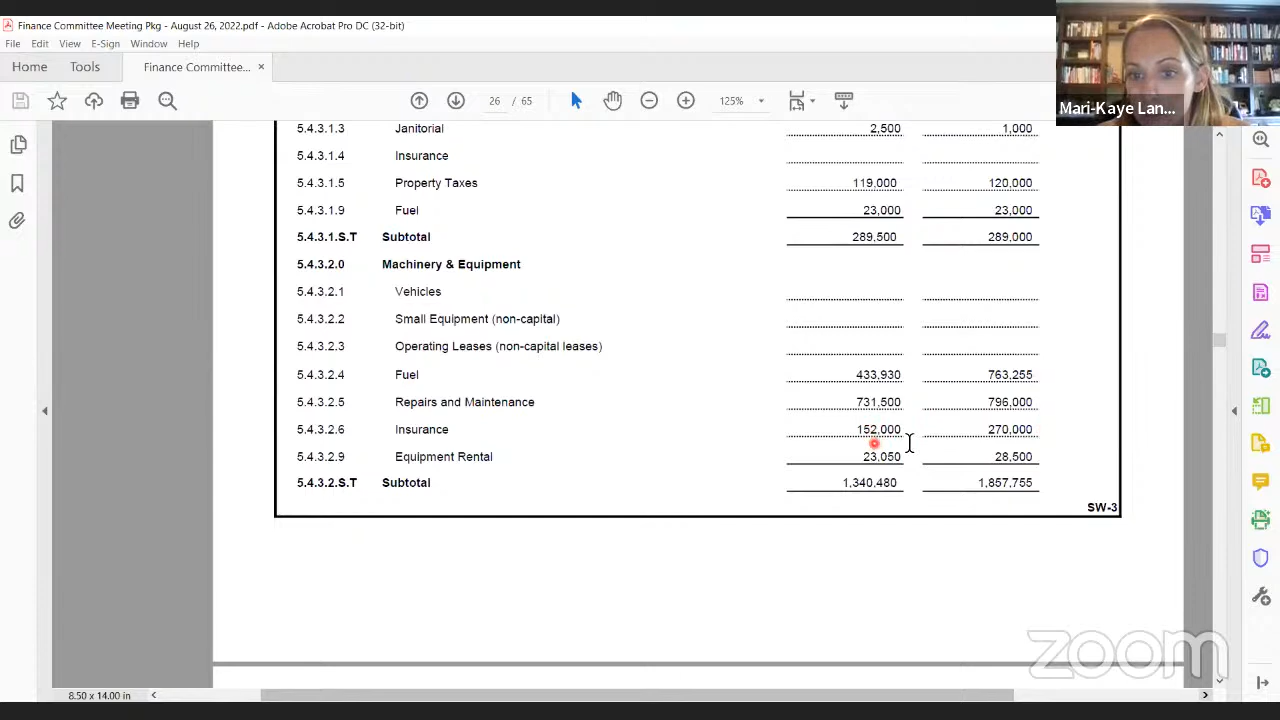 Finance Committee Meeting Pkg - August 26, 2022.pdf - Adobe Acrobat Pro DC (32-bit)
File Edit View E-Sign Window Help
Home Tools Finance Committee... ×
26 / 65 125%
Mari-Kaye Lan...
5.4.3.1.3 Janitorial 2,500 1,000
5.4.3.1.4 Insurance
5.4.3.1.5 Property Taxes 119,000 120,000
5.4.3.1.9 Fuel 23,000 23,000
5.4.3.1.S.T Subtotal 289,500 289,000
5.4.3.2.0 Machinery & Equipment
5.4.3.2.1 Vehicles
5.4.3.2.2 Small Equipment (non-capital)
5.4.3.2.3 Operating Leases (non-capital leases)
5.4.3.2.4 Fuel 433,930 763,255
5.4.3.2.5 Repairs and Maintenance 731,500 796,000
5.4.3.2.6 Insurance 152,000 270,000
5.4.3.2.9 Equipment Rental 23,050 28,500
5.4.3.2.S.T Subtotal 1,340,480 1,857,755
SW-3
zoom
8.50 x 14.00 in